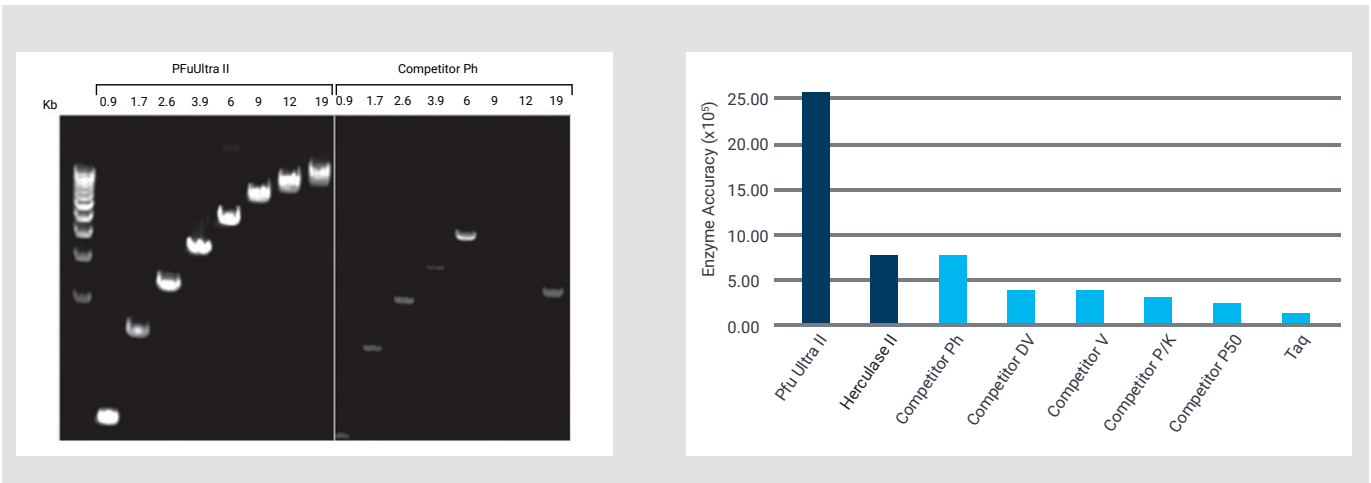 PFuUltra II
Competitor Ph
Kb 0.9 1.7 2.6 3.9 6 9 12 19 0.9 1.7 2.6 3.9 6 9 12 19
Enzyme Accuracy (x10⁵)
25.00
20.00
15.00
10.00
5.00
0.00
Pfu Ultra II
Herculase II
Competitor Ph
Competitor DV
Competitor V
Competitor P/K
Competitor P50
Taq